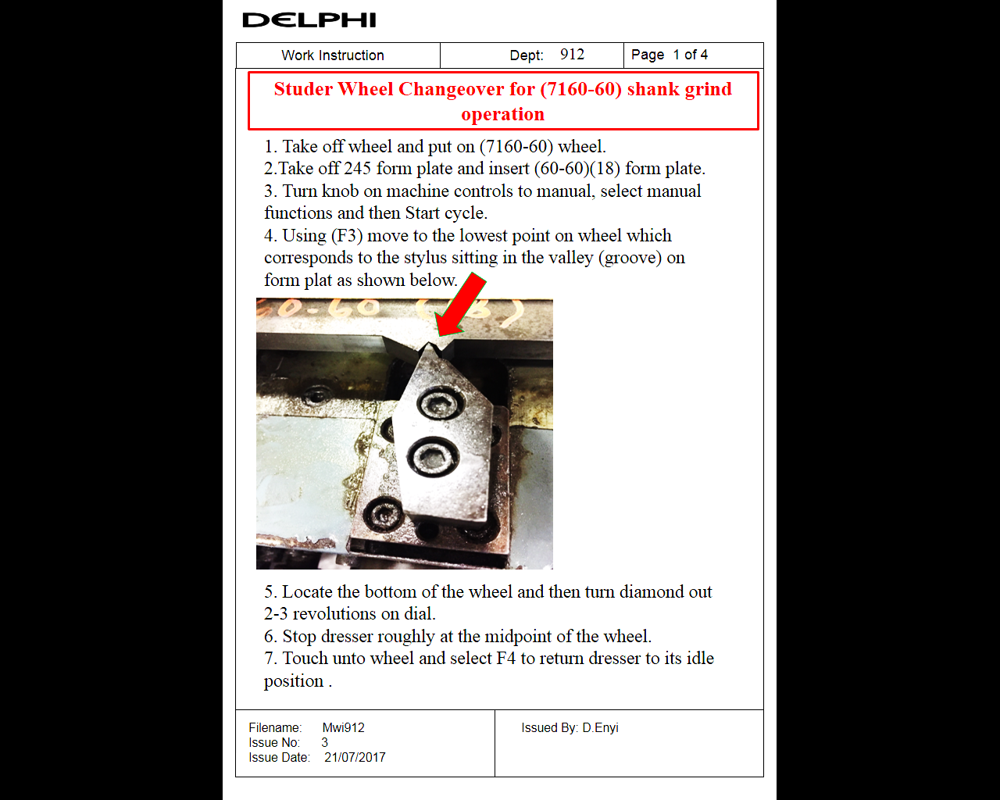 DELPHI
Work Instruction
Dept: 912
Page 1 of 4
Studer Wheel Changeover for (7160-60) shank grind
operation
1. Take off wheel and put on (7160-60) wheel.
2.Take off 245 form plate and insert (60-60)(18) form plate.
3. Turn knob on machine controls to manual, select manual
functions and then Start cycle.
4. Using (F3) move to the lowest point on wheel which
corresponds to the stylus sitting in the valley (groove) on
form plat as shown below.
5. Locate the bottom of the wheel and then turn diamond out
2-3 revolutions on dial.
6. Stop dresser roughly at the midpoint of the wheel.
7. Touch unto wheel and select F4 to return dresser to its idle
position .
Filename: Mwi912
Issue No: 3
Issue Date: 21/07/2017
Issued By: D.Enyi